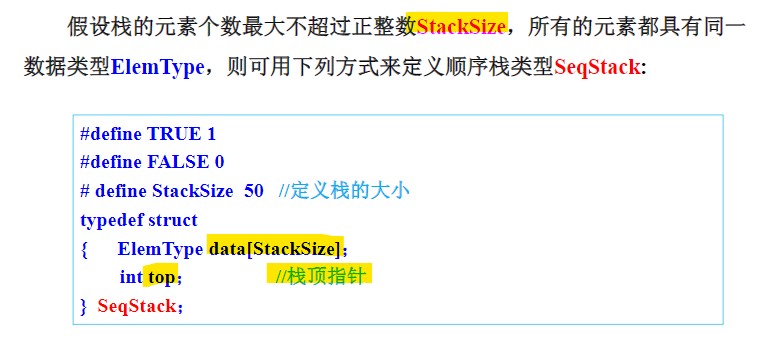 假设栈的元素个数最大不超过正整数StackSize，所有的元素都具有同一
数据类型ElemType，则可用下列方式来定义顺序栈类型SeqStack:
#define TRUE 1
#define FALSE 0
# define StackSize 50 //定义栈的大小
typedef struct
{ ElemType data[StackSize];
int top; //栈顶指针
} SeqStack;